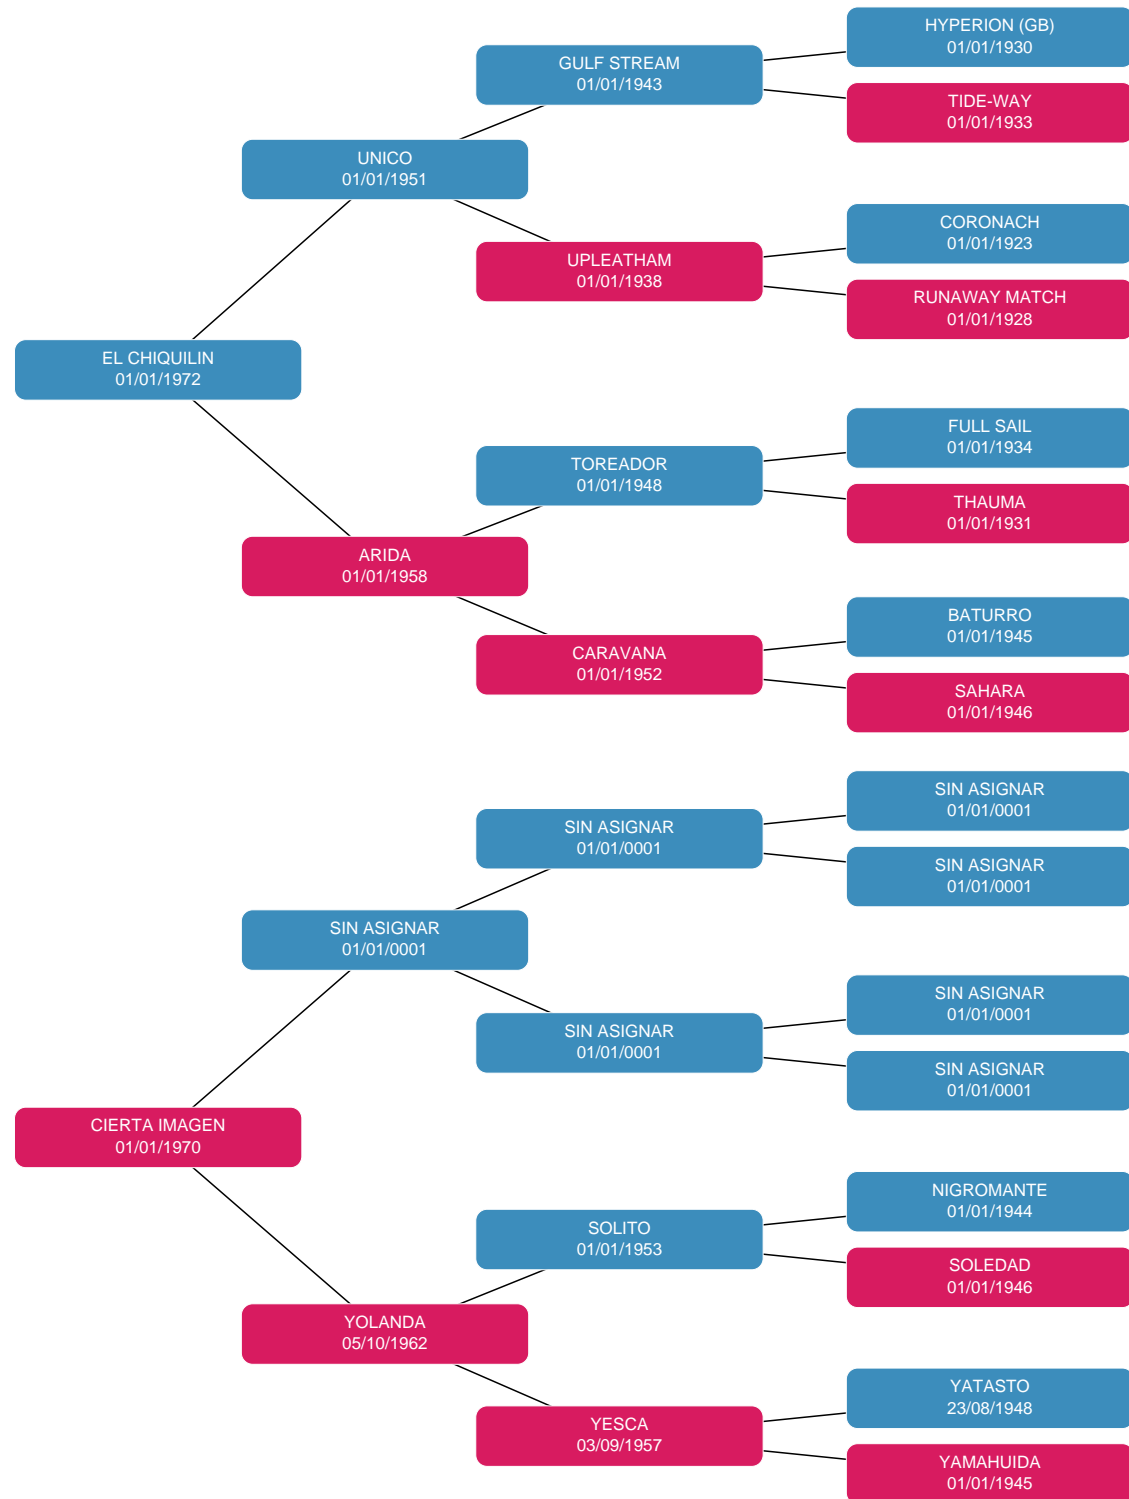 HYPERION (GB)
01/01/1930
GULF STREAM
01/01/1943
TIDE-WAY
01/01/1933
UNICO
01/01/1951
CORONACH
01/01/1923
UPLEATHAM
01/01/1938
RUNAWAY MATCH
01/01/1928
EL CHIQUILIN
01/01/1972
FULL SAIL
01/01/1934
TOREADOR
01/01/1948
THAUMA
01/01/1931
ARIDA
01/01/1958
BATURRO
01/01/1945
CARAVANA
01/01/1952
SAHARA
01/01/1946
SIN ASIGNAR
01/01/0001
SIN ASIGNAR
01/01/0001
SIN ASIGNAR
01/01/0001
SIN ASIGNAR
01/01/0001
SIN ASIGNAR
01/01/0001
SIN ASIGNAR
01/01/0001
SIN ASIGNAR
01/01/0001
CIERTA IMAGEN
01/01/1970
NIGROMANTE
01/01/1944
SOLITO
01/01/1953
SOLEDAD
01/01/1946
YOLANDA
05/10/1962
YATASTO
23/08/1948
YESCA
03/09/1957
YAMAHUIDA
01/01/1945